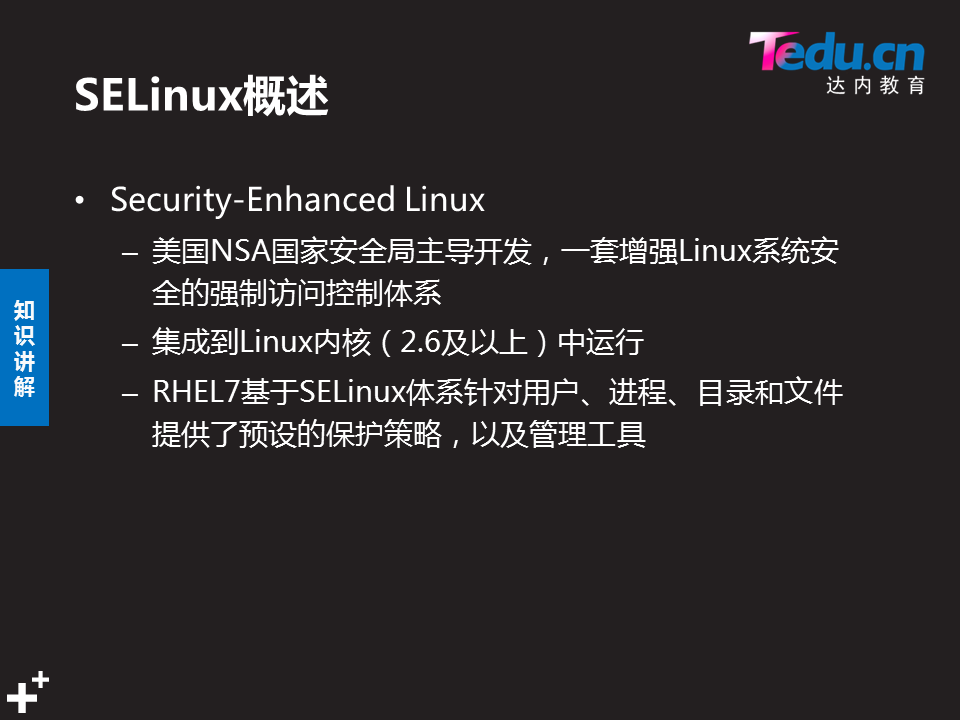 Tedu.cn
达内教育
SELinux概述
• Security-Enhanced Linux
– 美国NSA国家安全局主导开发，一套增强Linux系统安
全的强制访问控制体系
– 集成到Linux内核（2.6及以上）中运行
– RHEL7基于SELinux体系针对用户、进程、目录和文件
提供了预设的保护策略，以及管理工具
知
识
讲
解